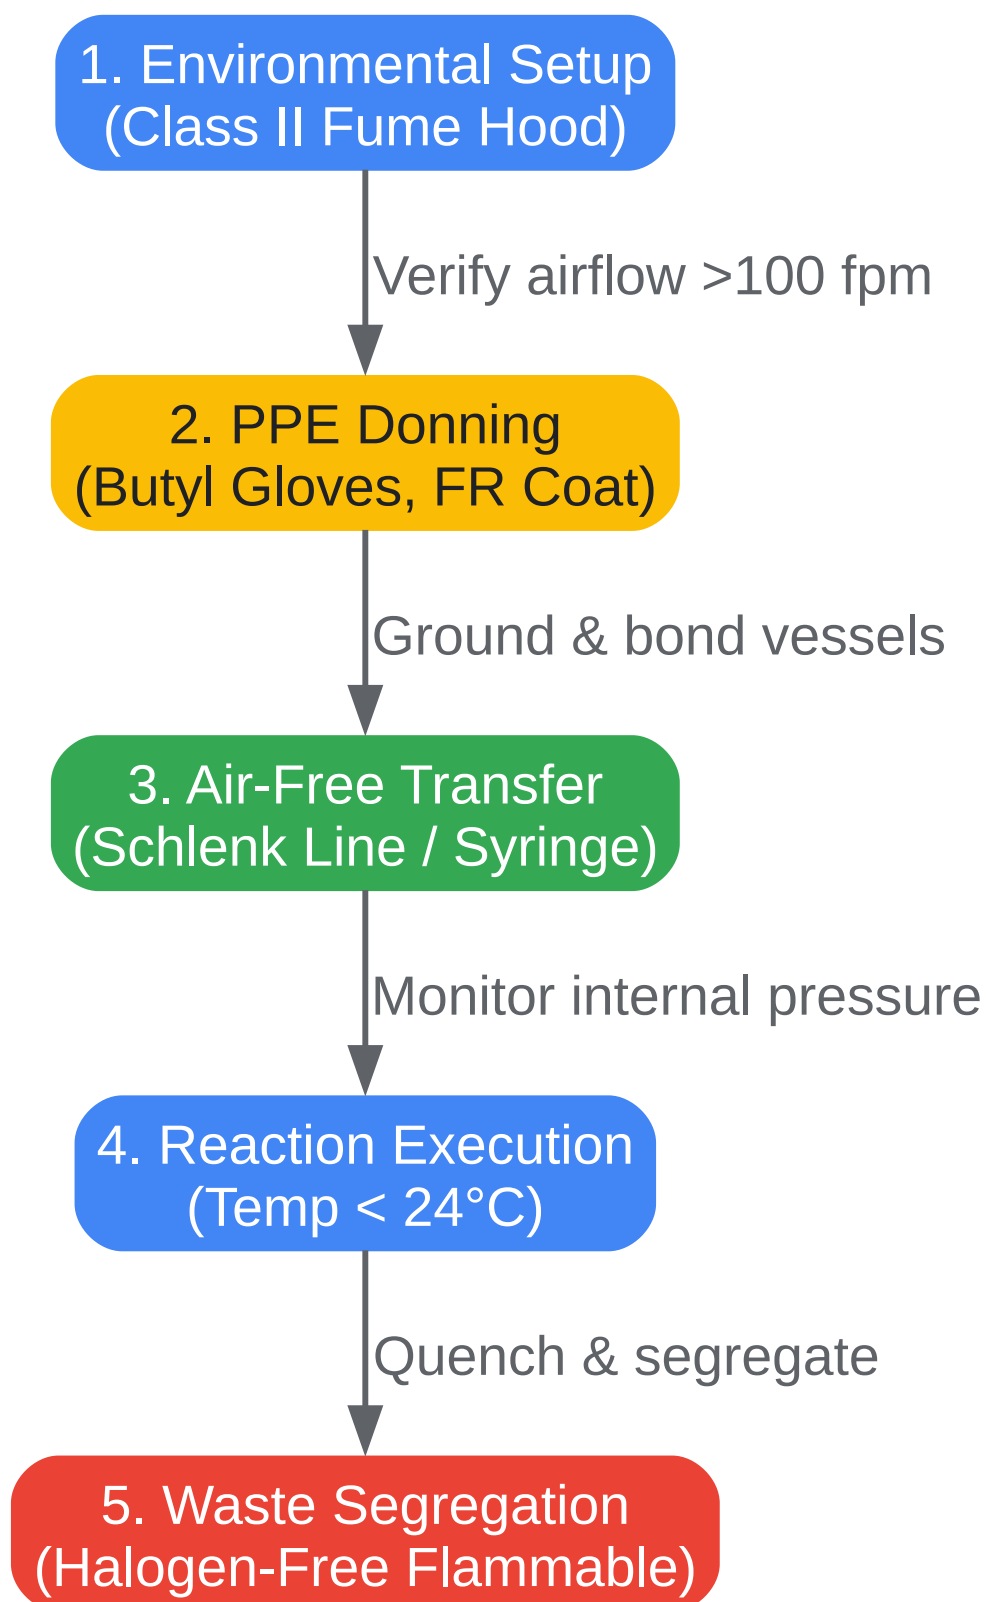 1. Environmental Setup
(Class II Fume Hood)
Verify airflow >100 fpm
2. PPE Donning
(Butyl Gloves, FR Coat)
Ground & bond vessels
3. Air-Free Transfer
(Schlenk Line / Syringe)
Monitor internal pressure
4. Reaction Execution
(Temp < 24°C)
Quench & segregate
5. Waste Segregation
(Halogen-Free Flammable)